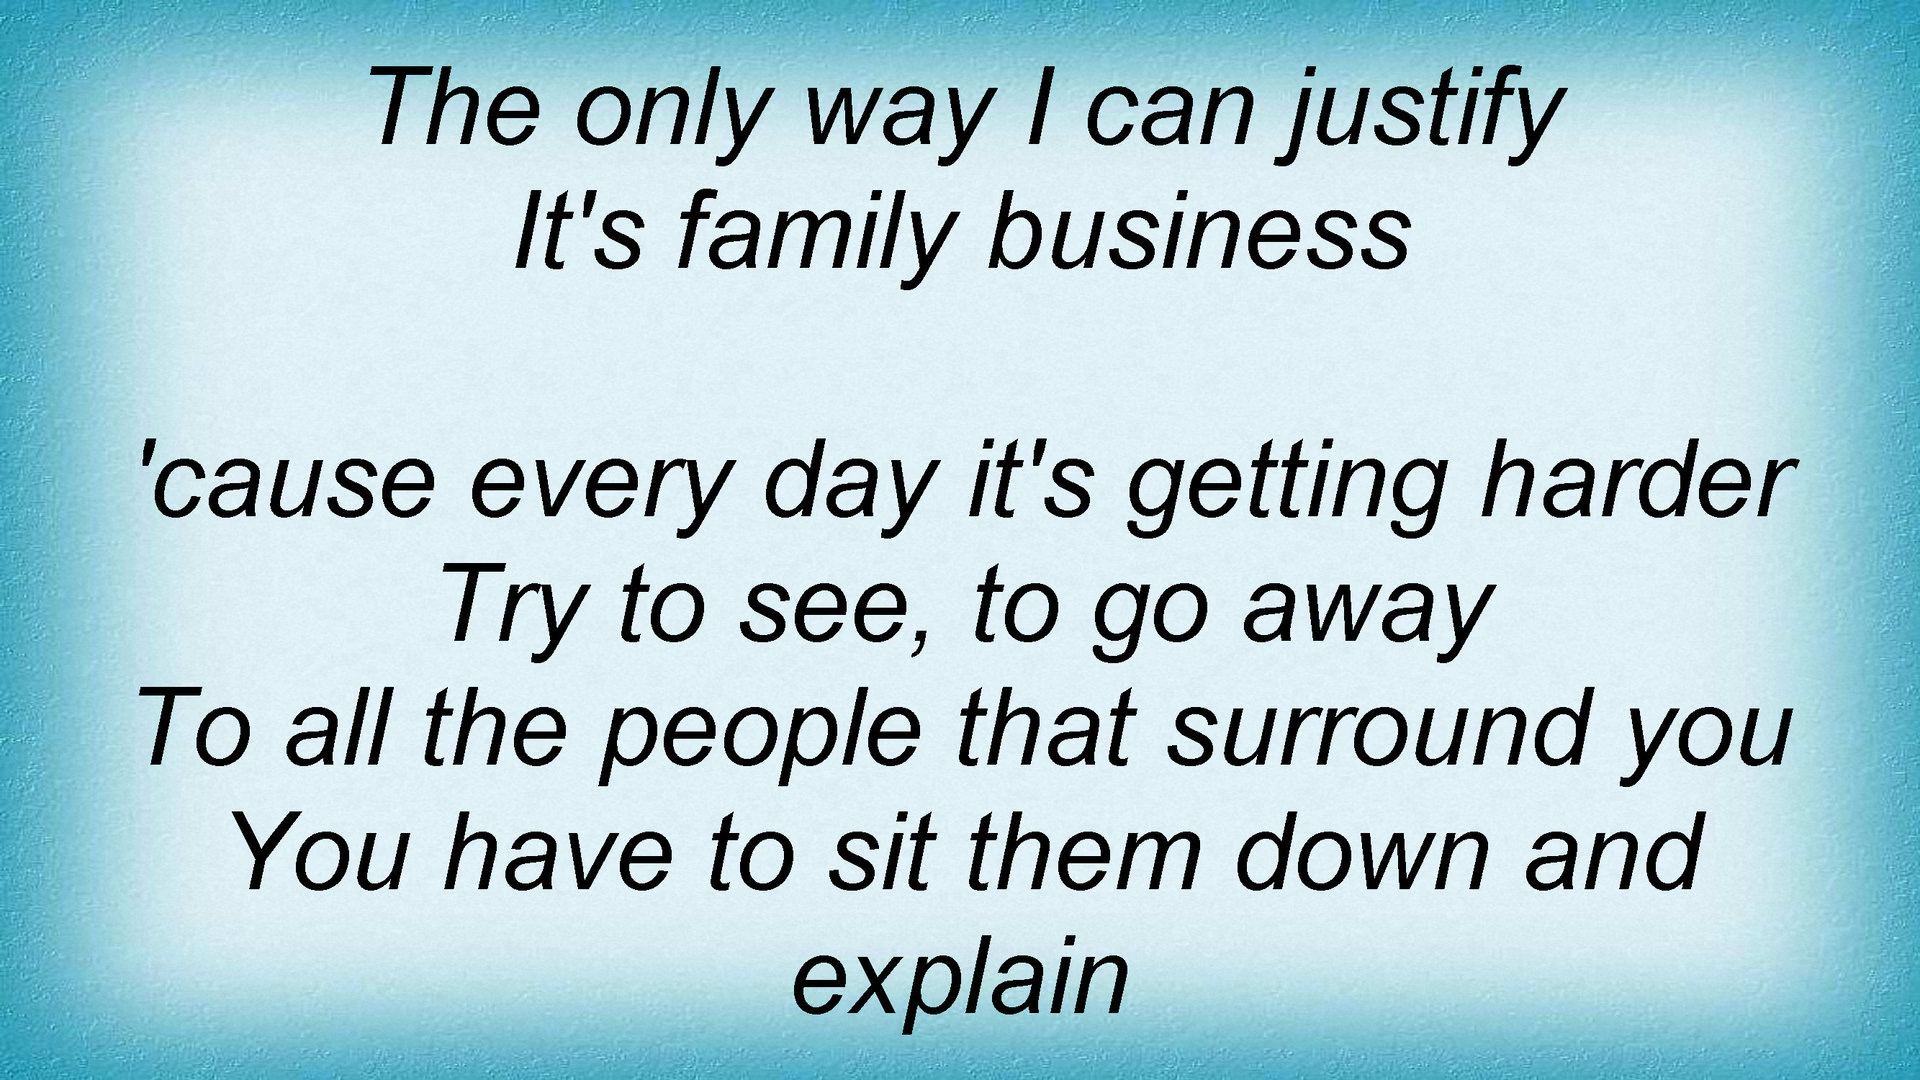 The only way I can justify
It's family business
'cause every day it's getting harder
Try to see, to go away
To all the people that surround you
You have to sit them down and
explain